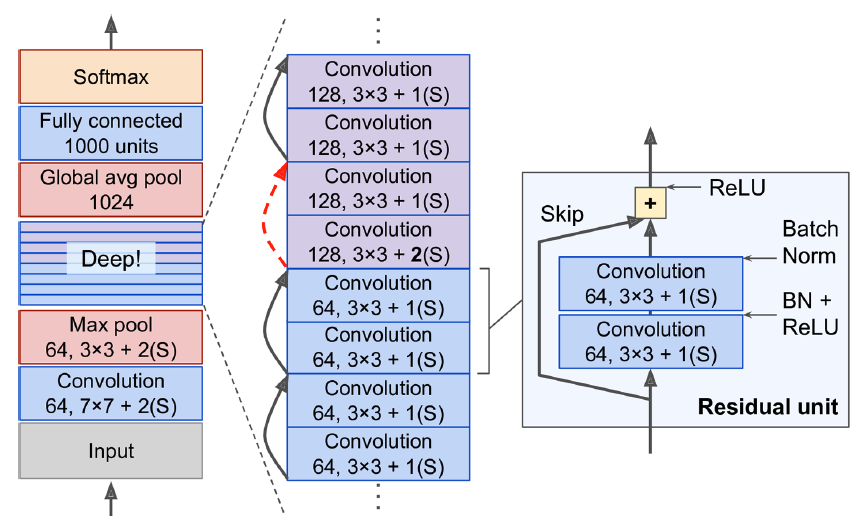 Softmax
Fully connected
1000 units
Global avg pool
1024
Deep!
Max pool
64, 3×3 + 2(S)
Convolution
64, 7×7 + 2(S)
Input
Convolution
128, 3×3 + 1(S)
Convolution
128, 3×3 + 1(S)
Convolution
128, 3×3 + 1(S)
Convolution
128, 3×3 + 2(S)
Convolution
64, 3×3 + 1(S)
Convolution
64, 3×3 + 1(S)
Convolution
64, 3×3 + 1(S)
Convolution
64, 3×3 + 1(S)
ReLU
+
Skip
Batch
Norm
Convolution
64, 3×3 + 1(S)
BN +
ReLU
Convolution
64, 3×3 + 1(S)
Residual unit